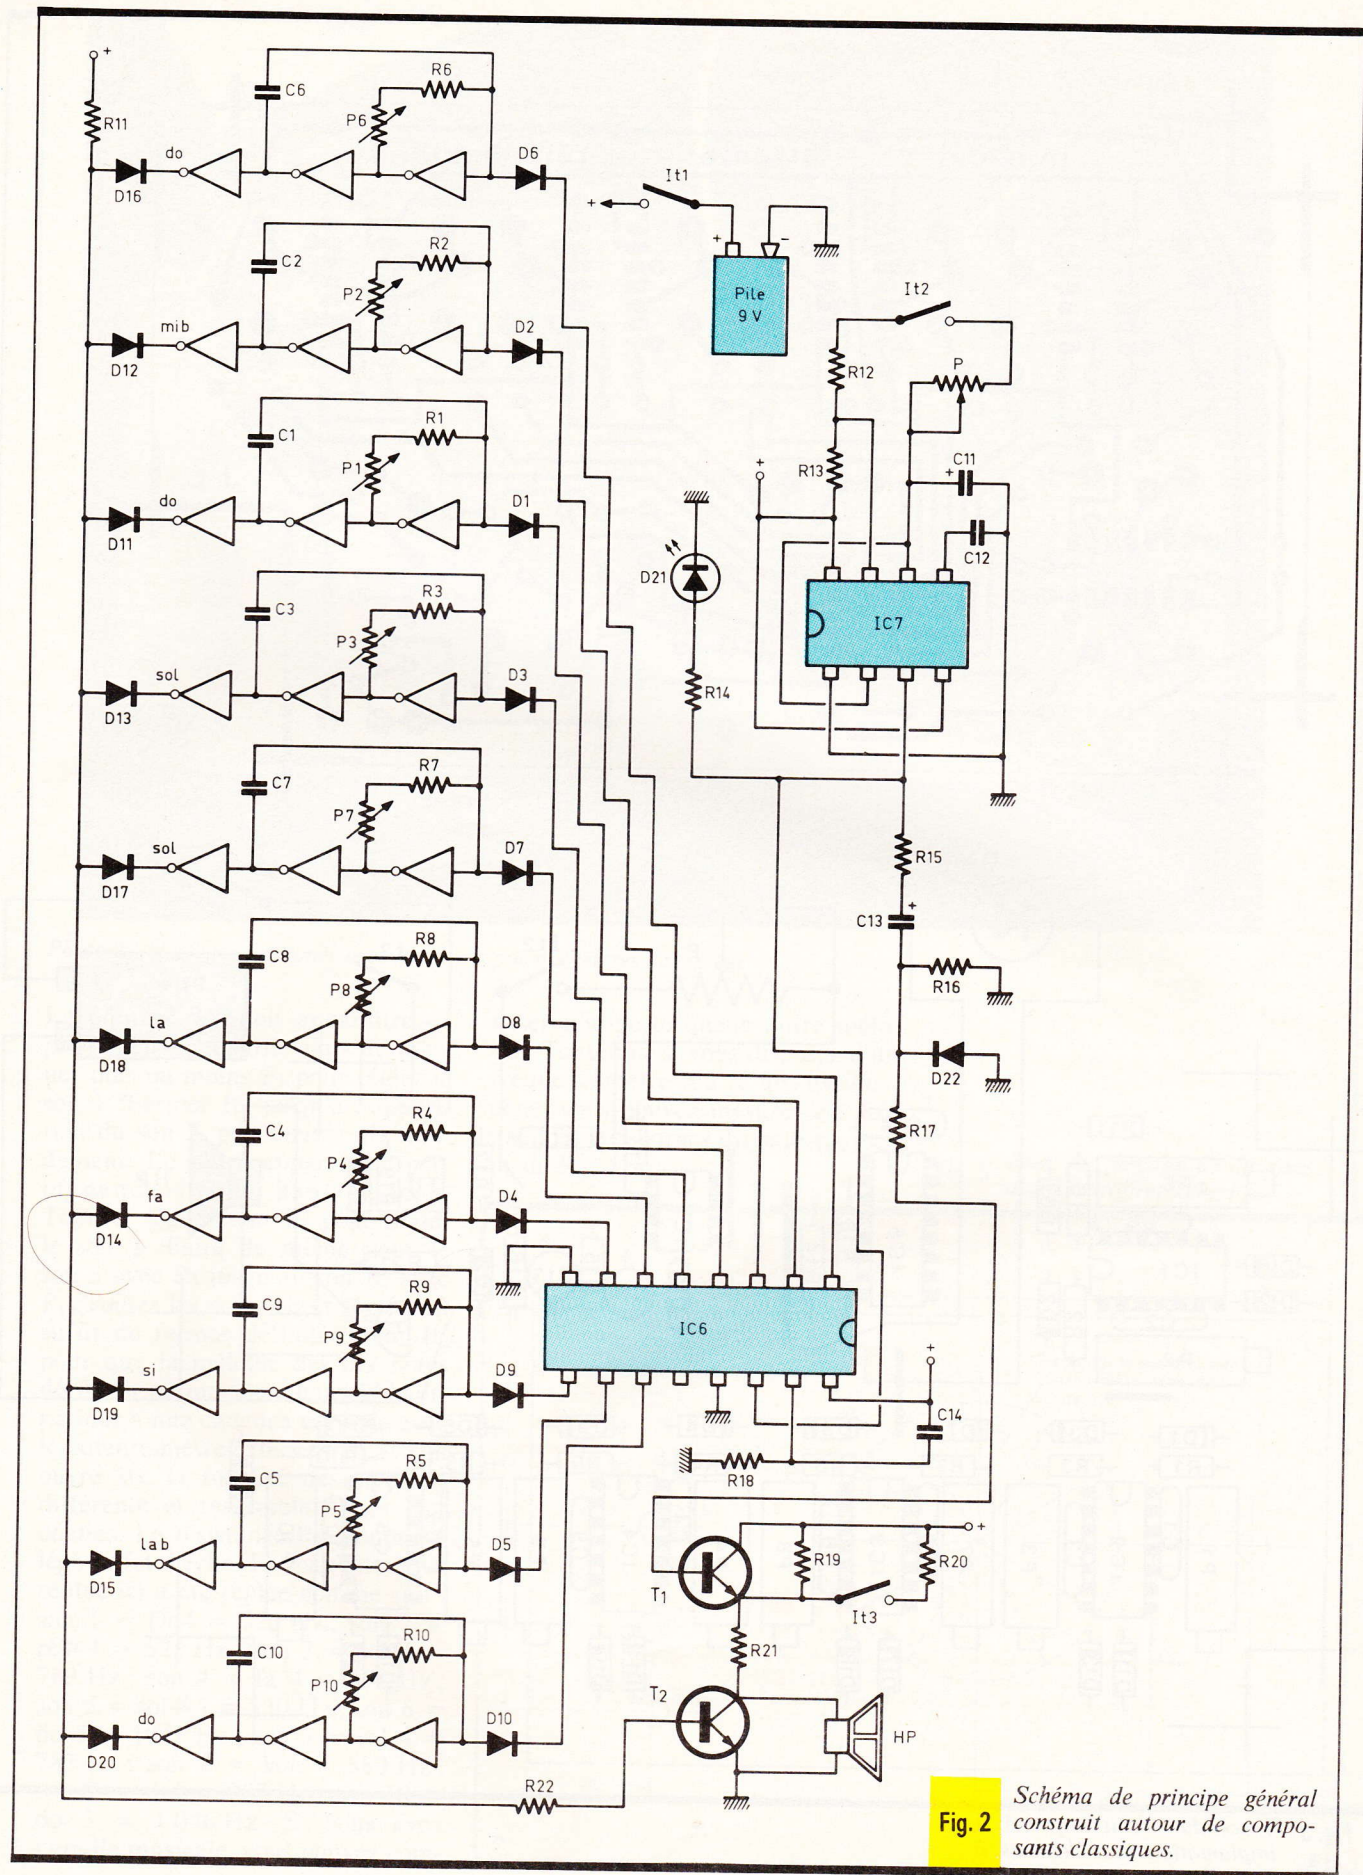 +
R11
C6
R6
P6
do
D16
D6
It1
+
+
-
Pile
9 V
C2
R2
P2
mib
D12
D2
It2
R12
P
C1
R1
P1
do
D11
D1
R13
+
+
C11
C12
D21
IC7
C3
R3
P3
sol
D13
D3
R14
C7
R7
P7
sol
D17
D7
R15
C13
+
C8
R8
P8
la
D18
D8
R16
D22
C4
R4
P4
fa
D14
D4
R17
C9
R9
P9
si
D19
D9
IC6
+
C14
R18
C5
R5
P5
lab
D15
D5
T1
R19
R20
+
It3
R21
C10
R10
P10
do
D20
D10
T2
HP
R22
Fig. 2
Schéma de principe général
construit autour de compo-
sants classiques.